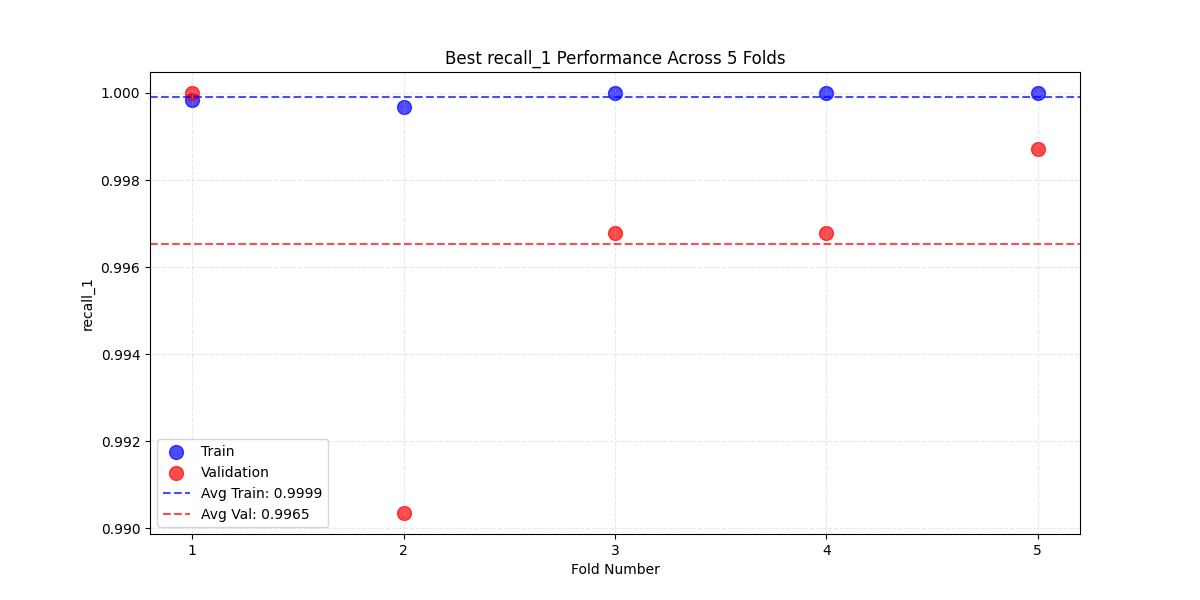 Best recall_1 Performance Across 5 Folds
recall_1
1.000
0.998
0.996
0.994
0.992
0.990
Train
Validation
Avg Train: 0.9999
Avg Val: 0.9965
1 2 3 4 5
Fold Number